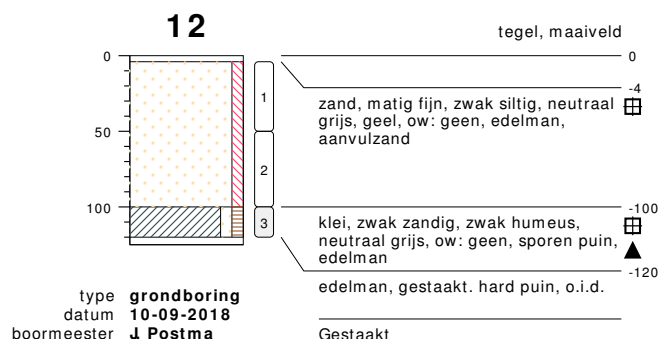 12
tegel, maaiveld
0
0
-4
1
zand, matig fijn, zwak siltig, neutraal
grijs, geel, ow: geen, edelman,
aanvulzand
50
2
100
-100
3
klei, zwak zandig, zwak humeus,
neutraal grijs, ow: geen, sporen puin,
edelman
-120
edelman, gestaakt. hard puin, o.i.d.
type grondboring
datum 10-09-2018
boormeester J. Postma
Gestaakt